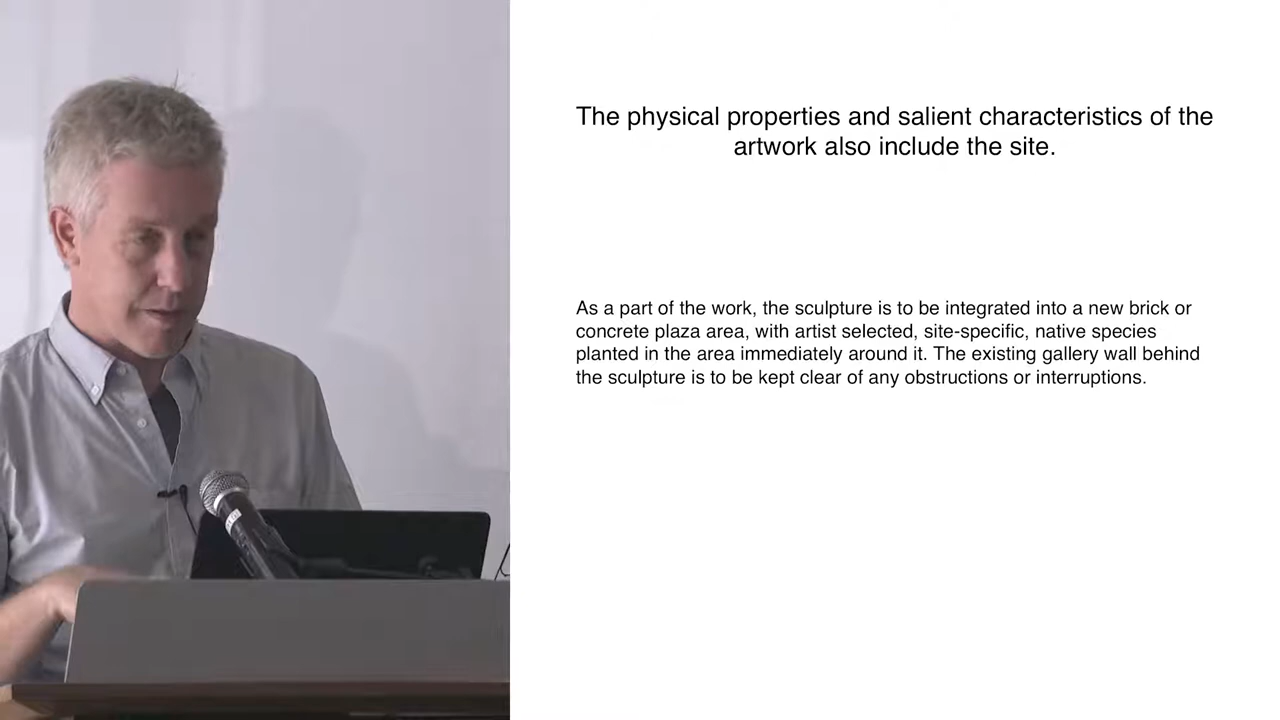 The physical properties and salient characteristics of the
artwork also include the site.
As a part of the work, the sculpture is to be integrated into a new brick or
concrete plaza area, with artist selected, site-specific, native species
planted in the area immediately around it. The existing gallery wall behind
the sculpture is to be kept clear of any obstructions or interruptions.